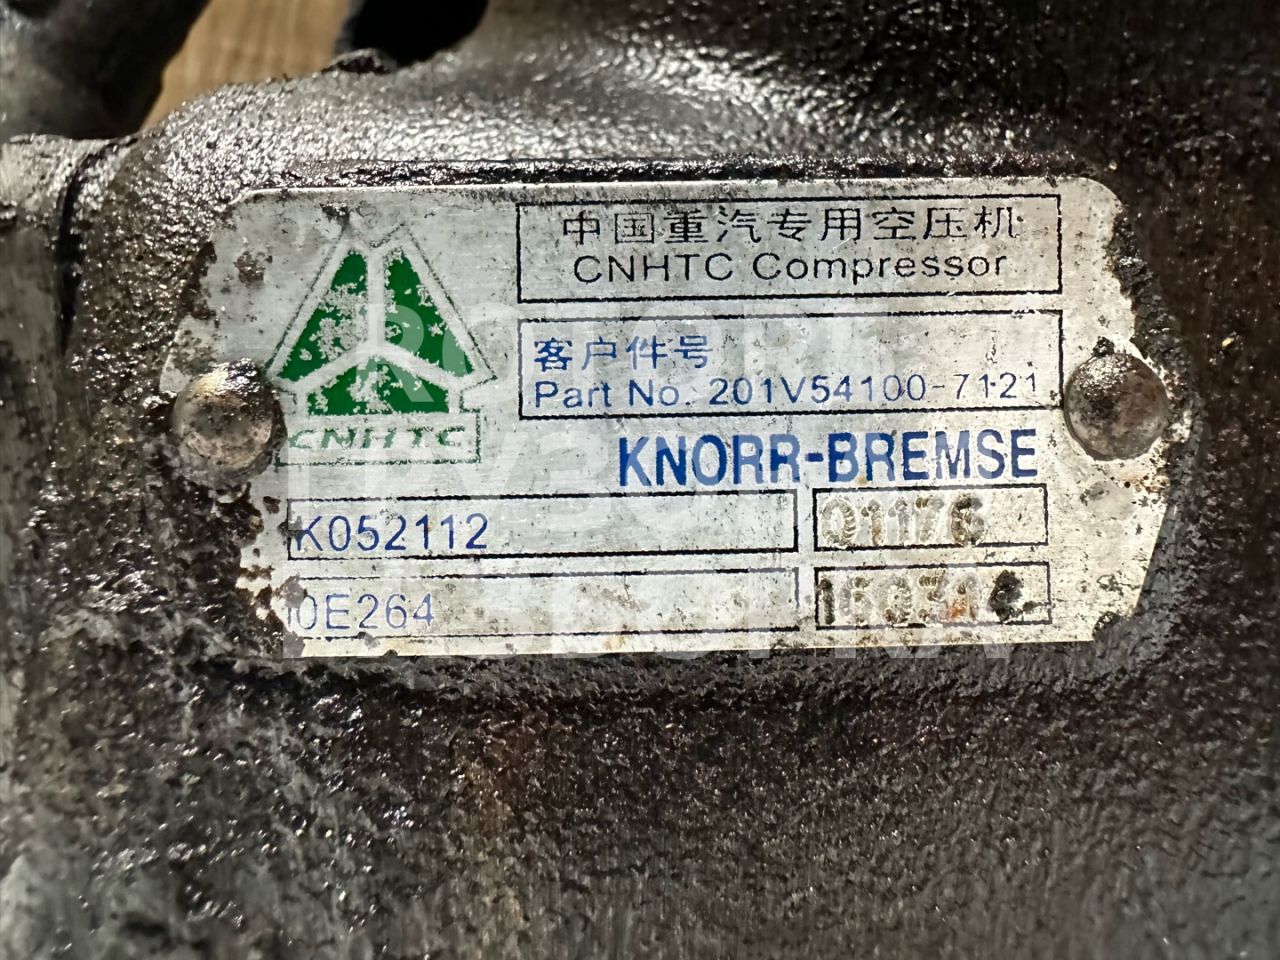 中国重汽专用空压机
CNHTC Compressor
客户件号
Part No. 201V54100-7121
CNHTC
KNORR-BREMSE
K052112
01176
0E264